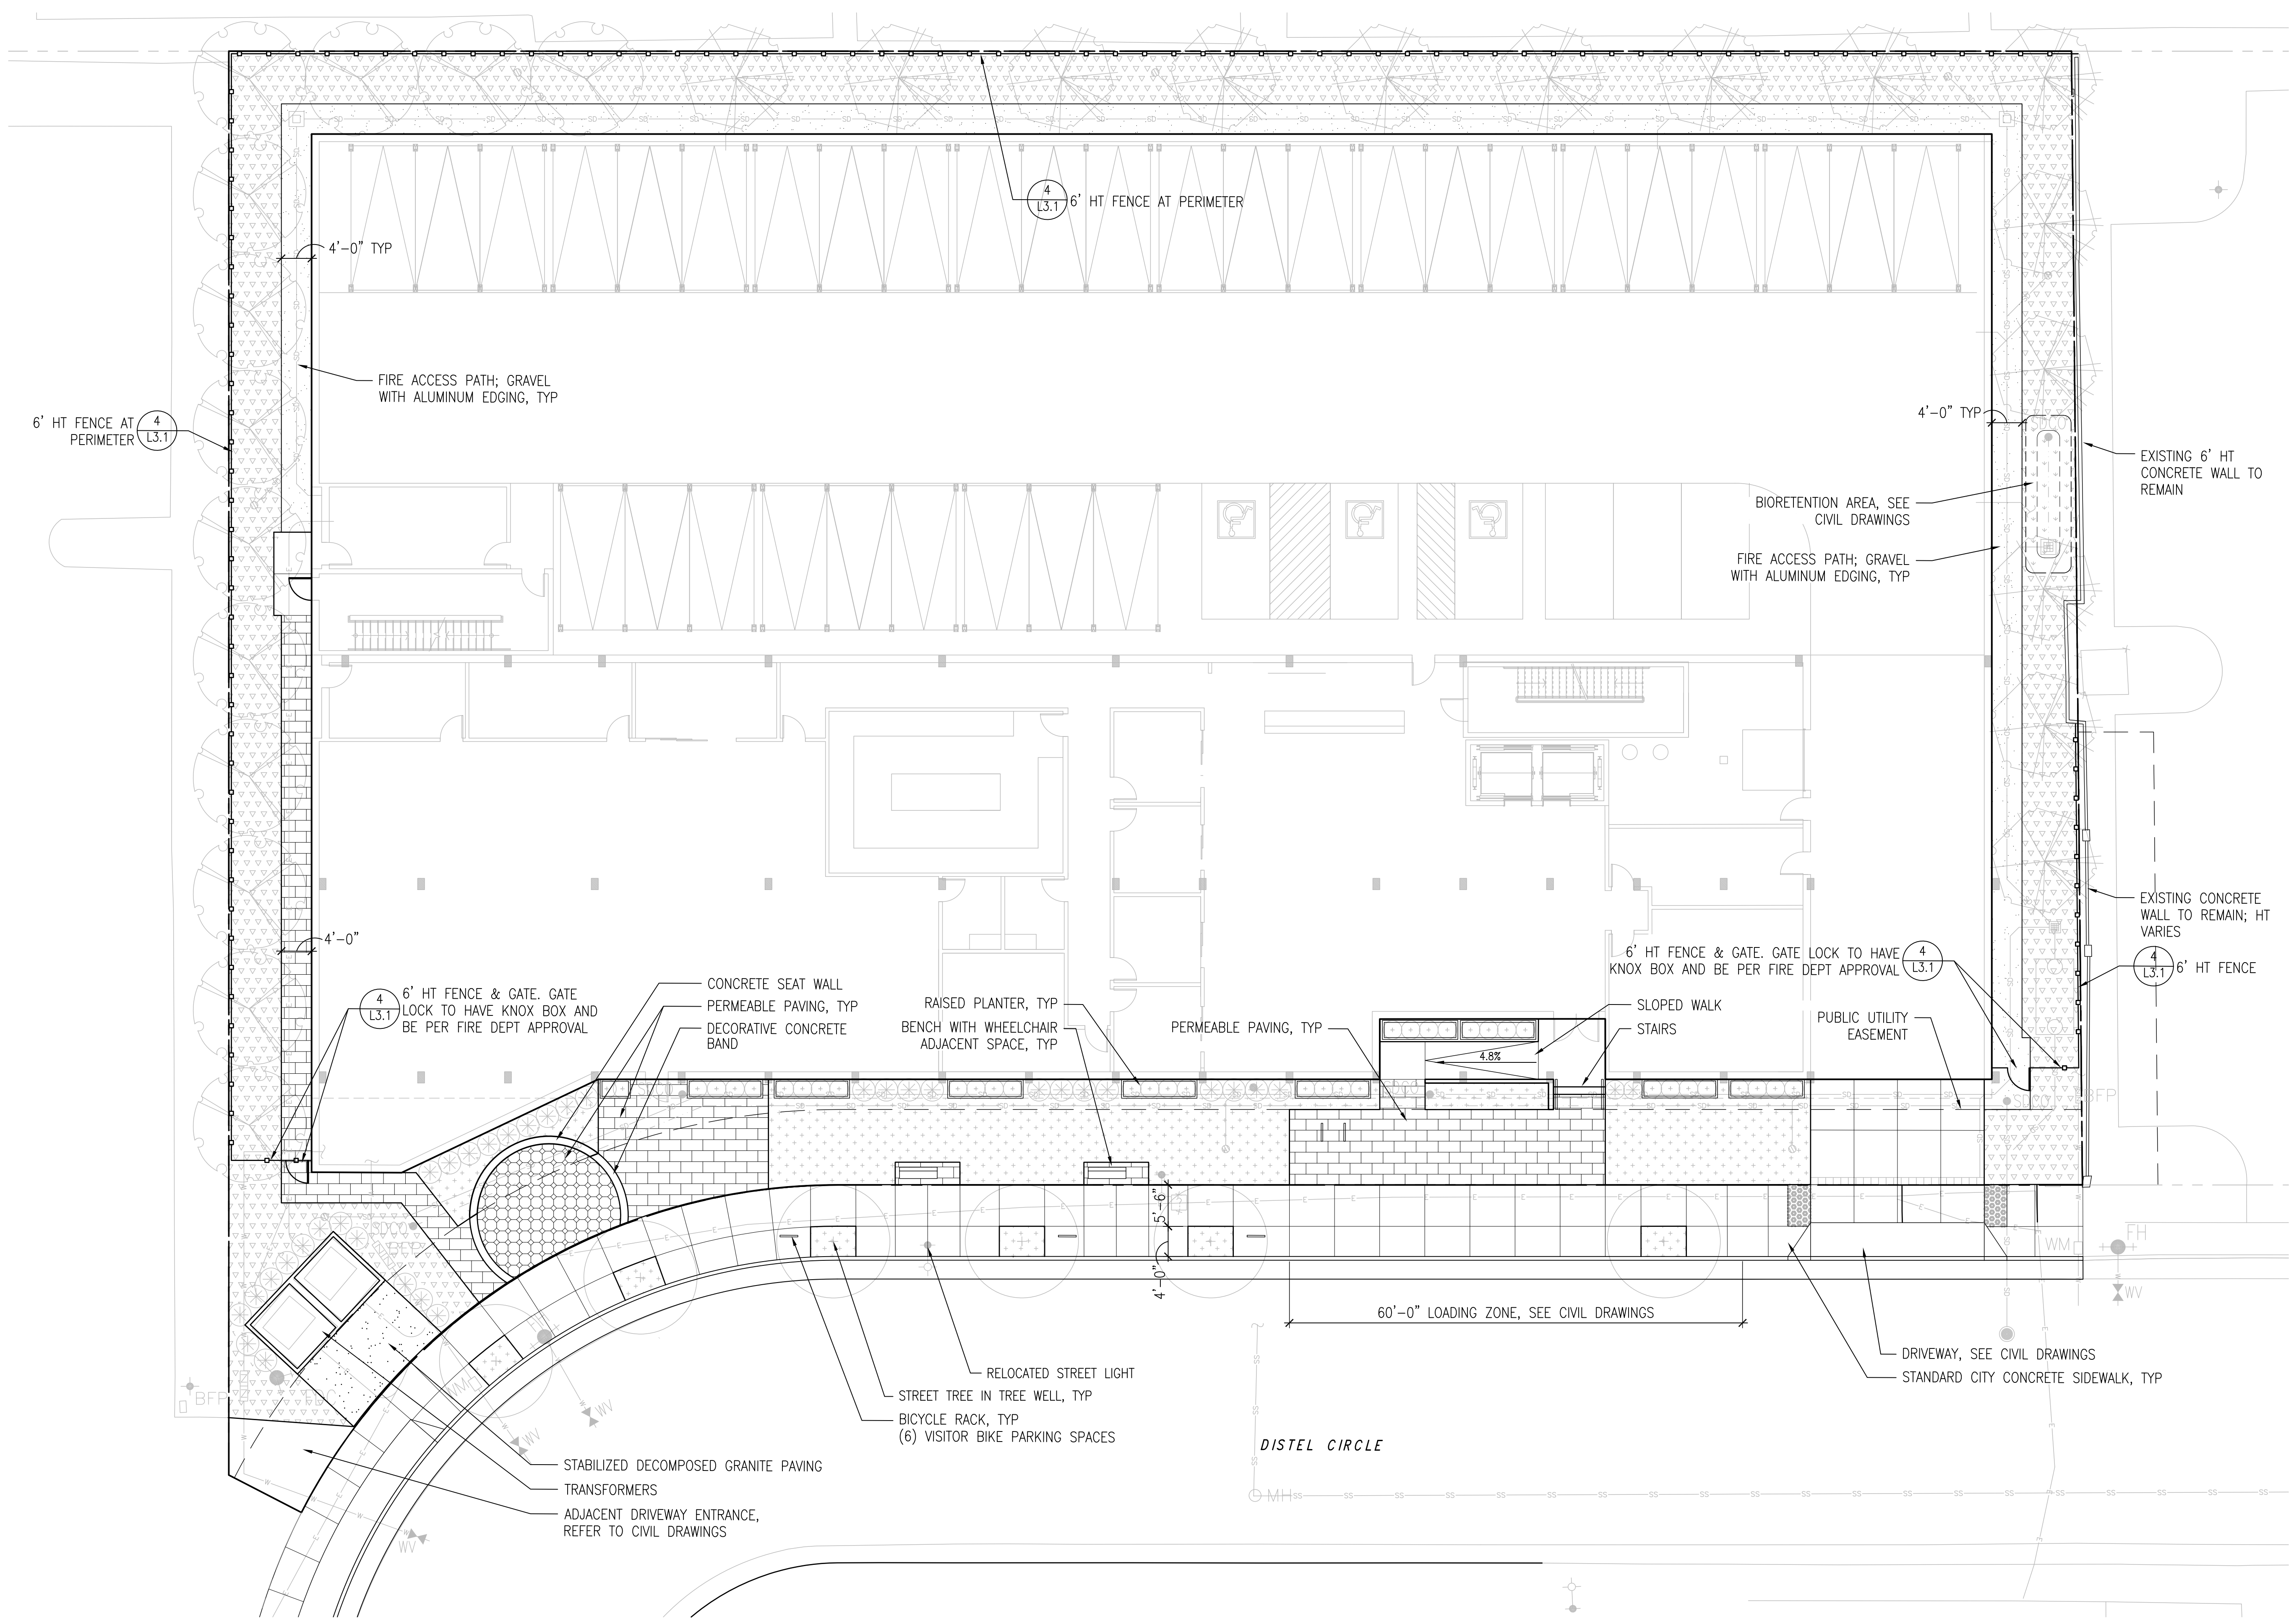 4
L3.1
6' HT FENCE AT PERIMETER
4'-0" TYP
FIRE ACCESS PATH; GRAVEL
WITH ALUMINUM EDGING, TYP
6' HT FENCE AT
PERIMETER
4
L3.1
4'-0" TYP
SDCO
EXISTING 6' HT
CONCRETE WALL TO
REMAIN
BIORETENTION AREA, SEE
CIVIL DRAWINGS
FIRE ACCESS PATH; GRAVEL
WITH ALUMINUM EDGING, TYP
EXISTING CONCRETE
WALL TO REMAIN; HT
VARIES
4'-0"
6' HT FENCE & GATE. GATE LOCK TO HAVE
KNOX BOX AND BE PER FIRE DEPT APPROVAL
4
L3.1
4
L3.1
6' HT FENCE
4
L3.1
6' HT FENCE & GATE. GATE
LOCK TO HAVE KNOX BOX AND
BE PER FIRE DEPT APPROVAL
CONCRETE SEAT WALL
PERMEABLE PAVING, TYP
DECORATIVE CONCRETE
BAND
RAISED PLANTER, TYP
BENCH WITH WHEELCHAIR
ADJACENT SPACE, TYP
PERMEABLE PAVING, TYP
SLOPED WALK
STAIRS
PUBLIC UTILITY
EASEMENT
4.8%
BFP
SDCO
5'-6"
4'-0"
SDCO
FH
WM
WV
60'-0" LOADING ZONE, SEE CIVIL DRAWINGS
DRIVEWAY, SEE CIVIL DRAWINGS
STANDARD CITY CONCRETE SIDEWALK, TYP
RELOCATED STREET LIGHT
STREET TREE IN TREE WELL, TYP
BICYCLE RACK, TYP
(6) VISITOR BIKE PARKING SPACES
BFP
FDC
WM
WV
WV
WV
DISTEL CIRCLE
STABILIZED DECOMPOSED GRANITE PAVING
TRANSFORMERS
ADJACENT DRIVEWAY ENTRANCE,
REFER TO CIVIL DRAWINGS
MH